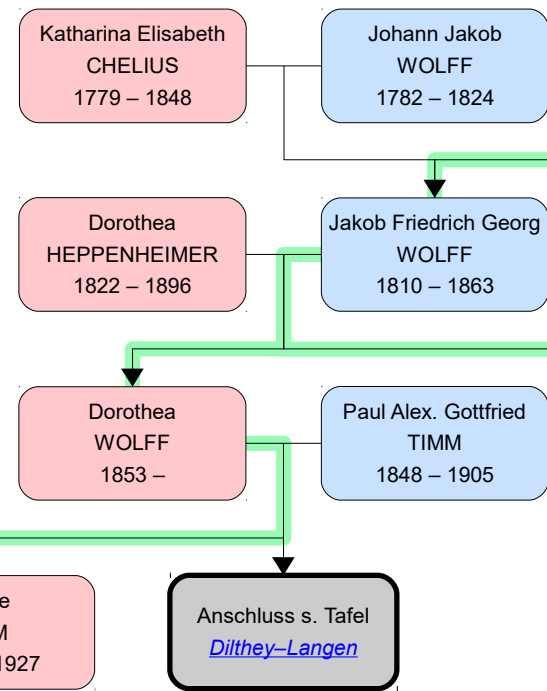 Katharina Elisabeth
CHELIUS
1779 – 1848
Johann Jakob
WOLFF
1782 – 1824
Dorothea
HEPPENHEIMER
1822 – 1896
Jakob Friedrich Georg
WOLFF
1810 – 1863
Dorothea
WOLFF
1853 –
Paul Alex. Gottfried
TIMM
1848 – 1905
e
M
1927
Anschluss s. Tafel
Dilthey–Langen